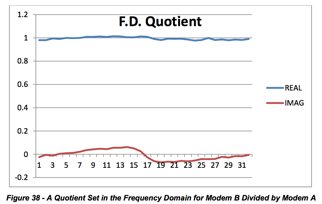 F.D. Quotient
1.2
1
0.8
0.6
0.4
0.2
0
-0.2
1 3 5 7 9 11 13 15 17 19 21 23 25 27 29 31
REAL
IMAG
Figure 38 - A Quotient Set in the Frequency Domain for Modem B Divided by Modem A